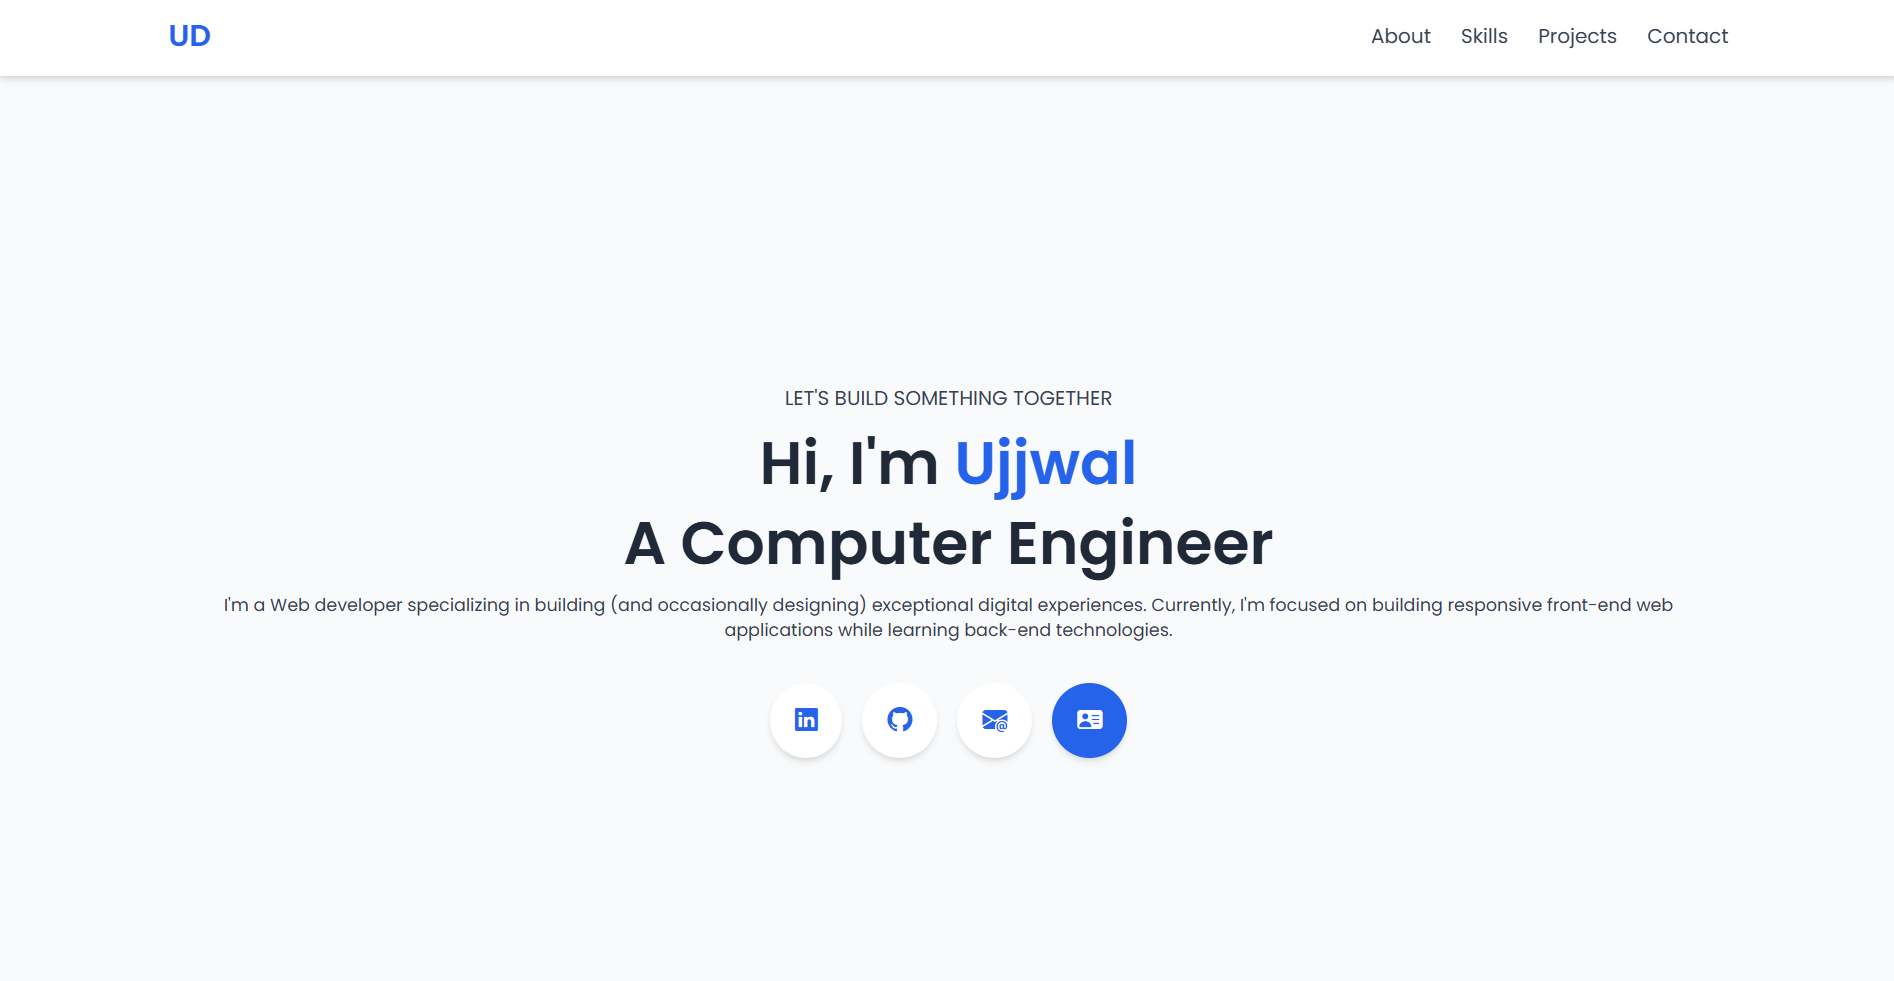 UD
About Skills Projects Contact
LET'S BUILD SOMETHING TOGETHER
Hi, I'm Ujjwal
A Computer Engineer
I'm a Web developer specializing in building (and occasionally designing) exceptional digital experiences. Currently, I'm focused on building responsive front-end web
applications while learning back-end technologies.